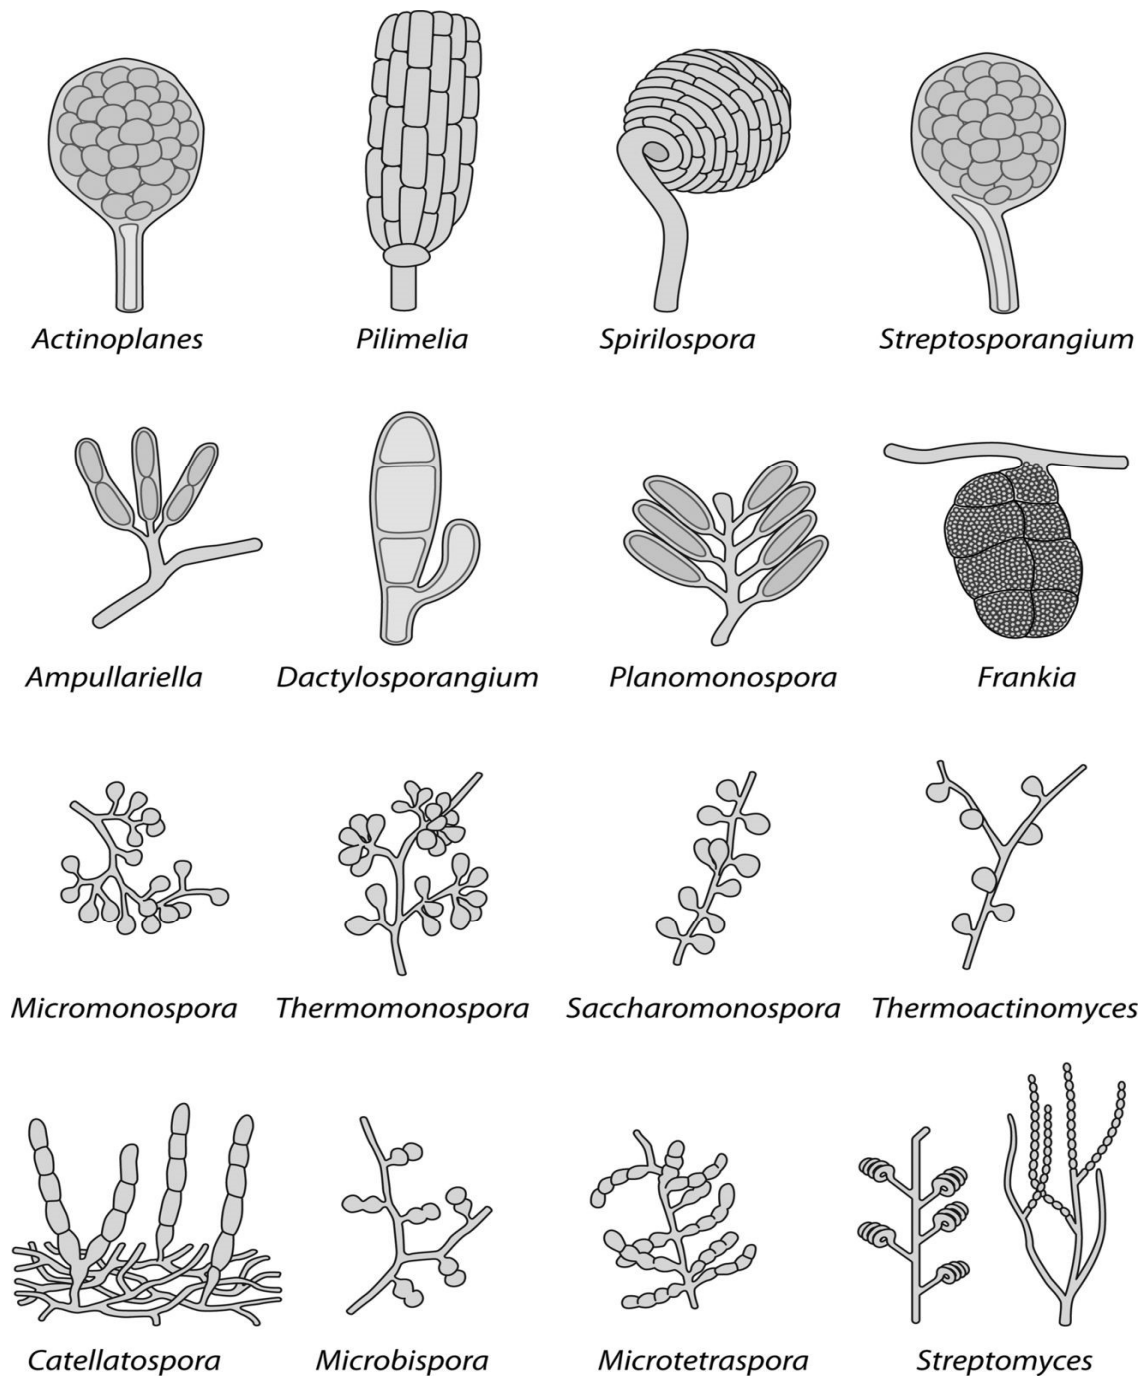 Actinoplanes
Pilimelia
Spirilospora
Streptosporangium
Ampullariella
Dactylosporangium
Planomonospora
Frankia
Micromonospora
Thermomonospora
Saccharomonospora
Thermoactinomyces
Catellatospora
Microbispora
Microtetraspora
Streptomyces